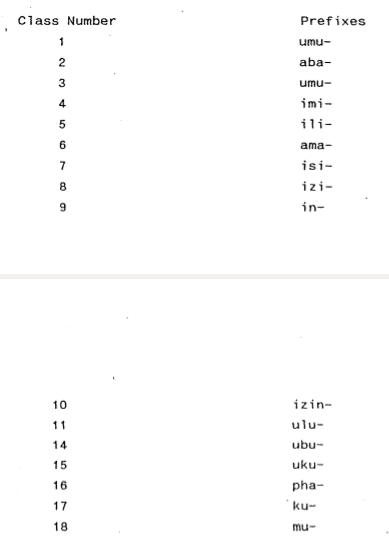 Class Number Prefixes
1 umu-
2 aba-
3 umu-
4 imi-
5 ili-
6 ama-
7 isi-
8 izi-
9 in-
10 izin-
11 ulu-
14 ubu-
15 uku-
16 pha-
17 ku-
18 mu-